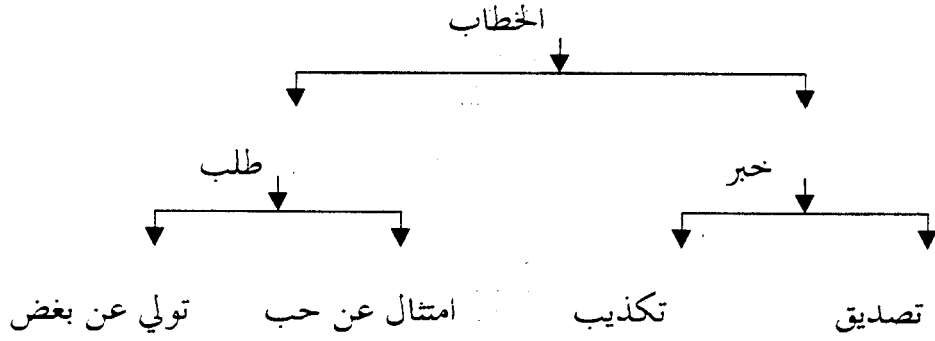 الخطاب
خبر
طلب
تصديق
تكذيب
امتثال عن حب
تولي عن بغض